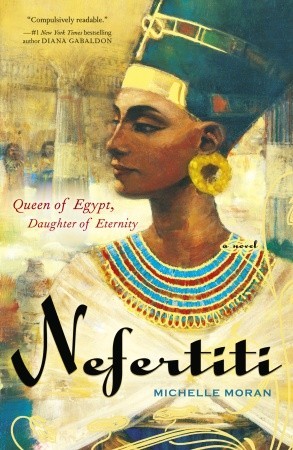 "Compulsively readable."
—#1 New York Times bestselling
author DIANA GABALDON
Queen of Egypt,
Daughter of Eternity
a novel
Nefertiti
MICHELLE MORAN